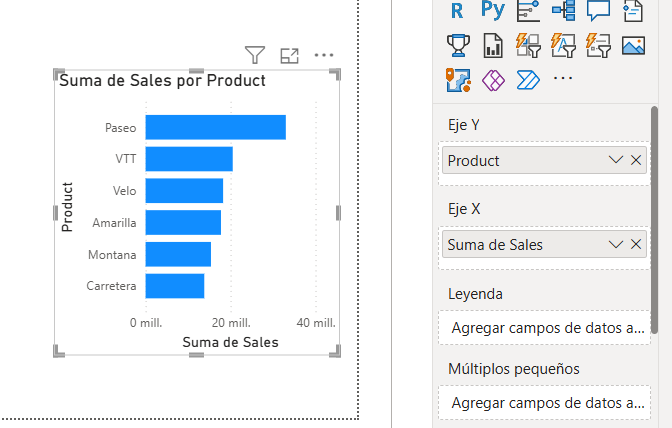 R Py
Suma de Sales por Product
Product
Paseo
VTT
Velo
Amarilla
Montana
Carretera
0 mill. 20 mill. 40 mill.
Suma de Sales
Eje Y
Product
Eje X
Suma de Sales
Leyenda
Agregar campos de datos a...
Múltiplos pequeños
Agregar campos de datos a...